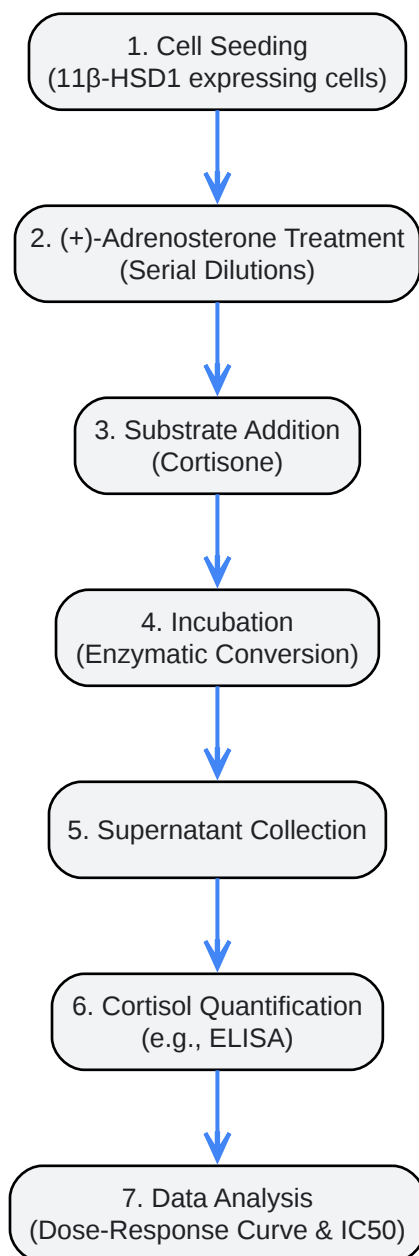 1. Cell Seeding
(11β-HSD1 expressing cells)
2. (+)-Adrenosterone Treatment
(Serial Dilutions)
3. Substrate Addition
(Cortisone)
4. Incubation
(Enzymatic Conversion)
5. Supernatant Collection
6. Cortisol Quantification
(e.g., ELISA)
7. Data Analysis
(Dose-Response Curve & IC50)